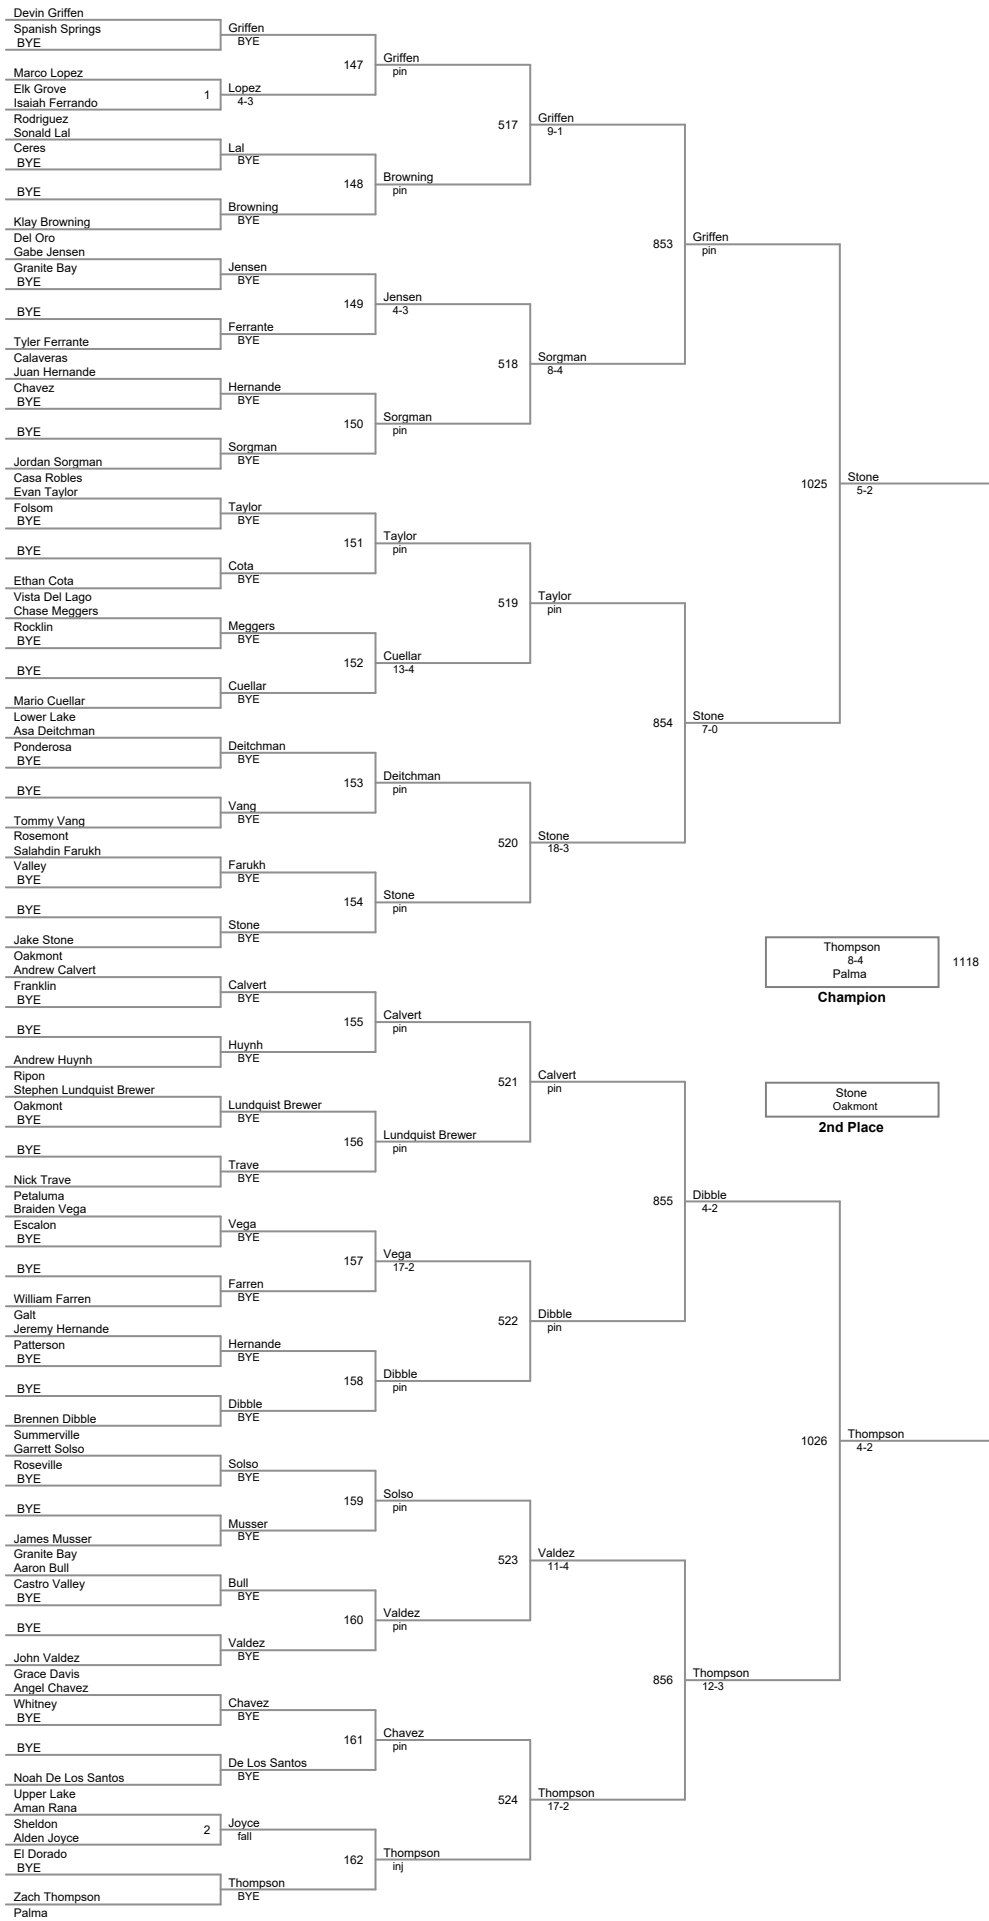 Devin Griffen
Spanish Springs
BYE
Griffen
BYE
147
Griffen
pin
Marco Lopez
Elk Grove
Isaiah Ferrando
Rodriguez
1
Lopez
4-3
517
Griffen
9-1
Sonald Lal
Ceres
BYE
Lal
BYE
148
Browning
pin
BYE
Klay Browning
Del Oro
Browning
BYE
853
Griffen
pin
Gabe Jensen
Granite Bay
BYE
Jensen
BYE
149
Jensen
4-3
BYE
Tyler Ferrante
Calaveras
Ferrante
BYE
518
Sorgman
8-4
Juan Hernande
Chavez
BYE
Hernande
BYE
150
Sorgman
pin
BYE
Jordan Sorgman
Casa Robles
Sorgman
BYE
1025
Stone
5-2
Evan Taylor
Folsom
BYE
Taylor
BYE
151
Taylor
pin
BYE
Ethan Cota
Vista Del Lago
Cota
BYE
519
Taylor
pin
Chase Meggers
Rocklin
BYE
Meggers
BYE
152
Cuellar
13-4
BYE
Mario Cuellar
Lower Lake
Cuellar
BYE
854
Stone
7-0
Asa Deitchman
Ponderosa
BYE
Deitchman
BYE
153
Deitchman
pin
BYE
Tommy Vang
Rosemont
Vang
BYE
520
Stone
18-3
Salahdin Farukh
Valley
BYE
Farukh
BYE
154
Stone
pin
BYE
Jake Stone
Oakmont
Stone
BYE
Thompson
8-4
Palma
1118
Champion
Andrew Calvert
Franklin
BYE
Calvert
BYE
155
Calvert
pin
BYE
Andrew Huynh
Ripon
Huynh
BYE
521
Calvert
pin
Stone
Oakmont
2nd Place
Stephen Lundquist Brewer
Oakmont
BYE
Lundquist Brewer
BYE
156
Lundquist Brewer
pin
BYE
Nick Trave
Petaluma
Trave
BYE
855
Dibble
4-2
Braiden Vega
Escalon
BYE
Vega
BYE
157
Vega
17-2
BYE
William Farren
Galt
Farren
BYE
522
Dibble
pin
Jeremy Hernande
Patterson
BYE
Hernande
BYE
158
Dibble
pin
BYE
Brennen Dibble
Summerville
Dibble
BYE
1026
Thompson
4-2
Garrett Solso
Roseville
BYE
Solso
BYE
159
Solso
pin
BYE
James Musser
Granite Bay
Musser
BYE
523
Valdez
11-4
Aaron Bull
Castro Valley
BYE
Bull
BYE
160
Valdez
pin
BYE
John Valdez
Grace Davis
Valdez
BYE
856
Thompson
12-3
Angel Chavez
Whitney
BYE
Chavez
BYE
161
Chavez
pin
BYE
Noah De Los Santos
Upper Lake
De Los Santos
BYE
524
Thompson
17-2
Aman Rana
Sheldon
Alden Joyce
El Dorado
2
Joyce
fall
162
Thompson
inj
BYE
Zach Thompson
Palma
Thompson
BYE